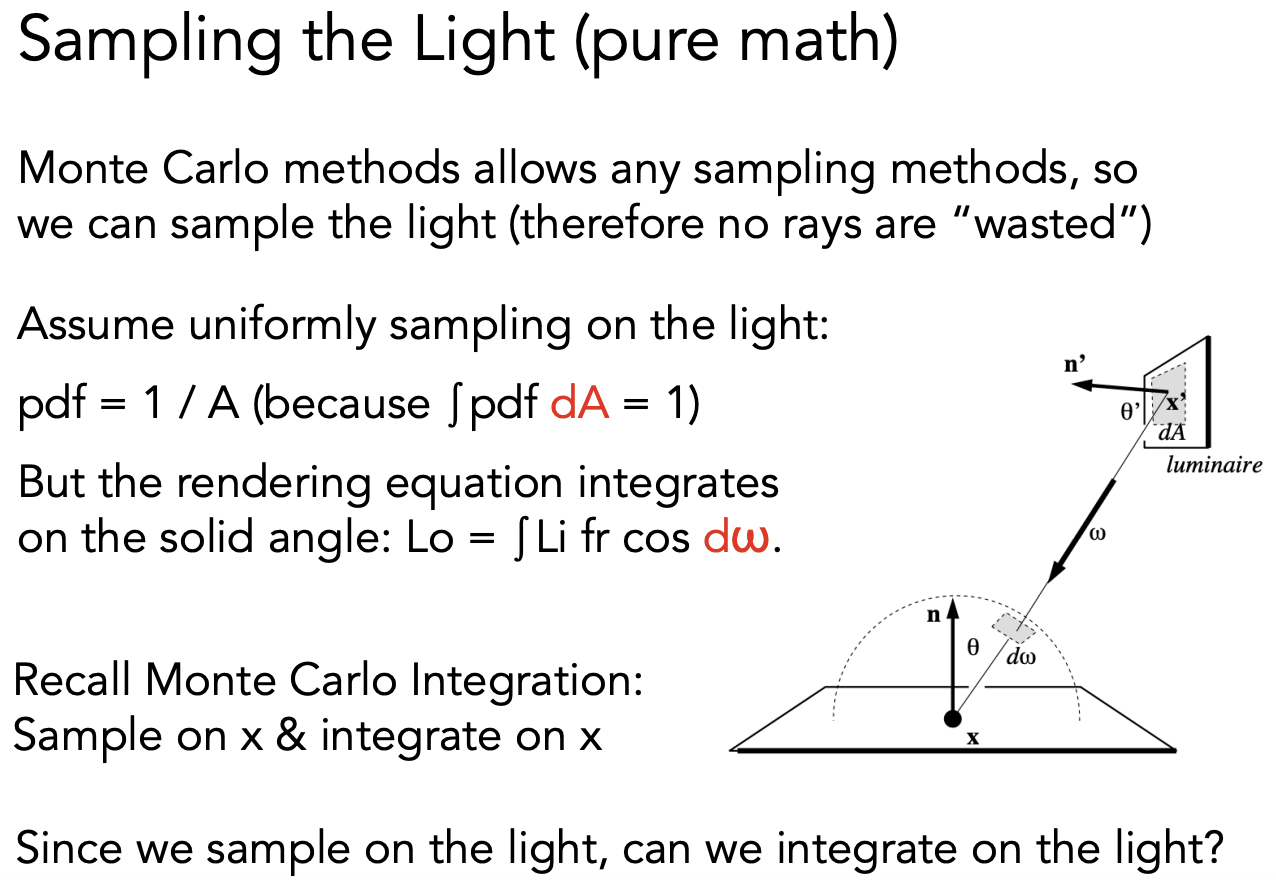 Sampling the Light (pure math)
Monte Carlo methods allows any sampling methods, so
we can sample the light (therefore no rays are “wasted”)
Assume uniformly sampling on the light:
pdf = 1 / A (because ∫pdf dA = 1)
But the rendering equation integrates
on the solid angle: Lo = ∫Li fr cos dω.
Recall Monte Carlo Integration:
Sample on x & integrate on x
Since we sample on the light, can we integrate on the light?
n’
θ’
x’
dA
luminaire
ω
n
θ
dω
x